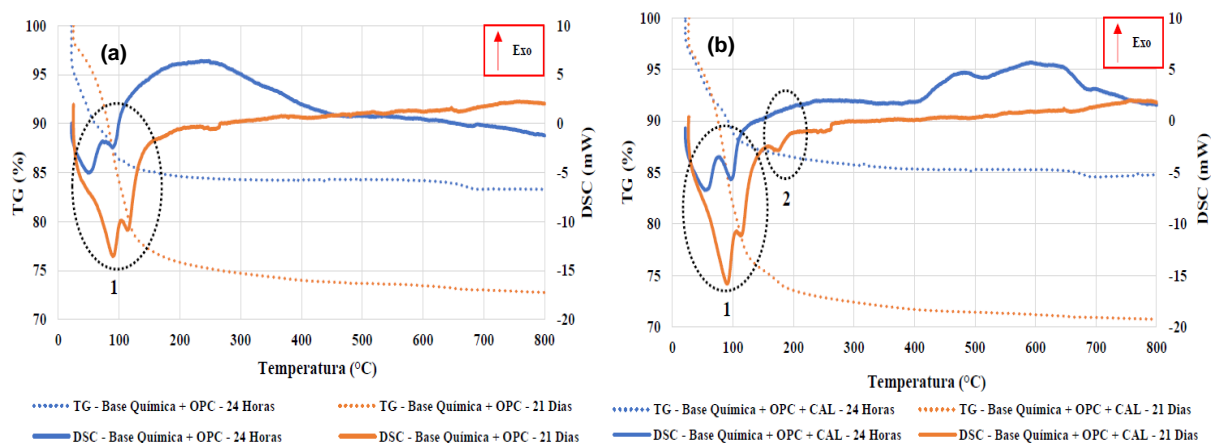 (a)
Exo
TG (%)
100
95
90
85
80
75
70
10
5
0
-5
-10
-15
-20
DSC (mW)
1
0 100 200 300 400 500 600 700 800
Temperatura (°C)
TG - Base Química + OPC - 24 Horas
TG - Base Química + OPC - 21 Dias
DSC - Base Química + OPC - 24 Horas
DSC - Base Química + OPC - 21 Dias
(b)
Exo
TG (%)
100
95
90
85
80
75
70
10
5
0
-5
-10
-15
-20
DSC (mW)
2
1
0 100 200 300 400 500 600 700 800
Temperatura (°C)
TG - Base Química + OPC + CAL - 24 Horas
TG - Base Química + OPC + CAL - 21 Dias
DSC - Base Química + OPC + CAL - 24 Horas
DSC - Base Química + OPC + CAL - 21 Dias